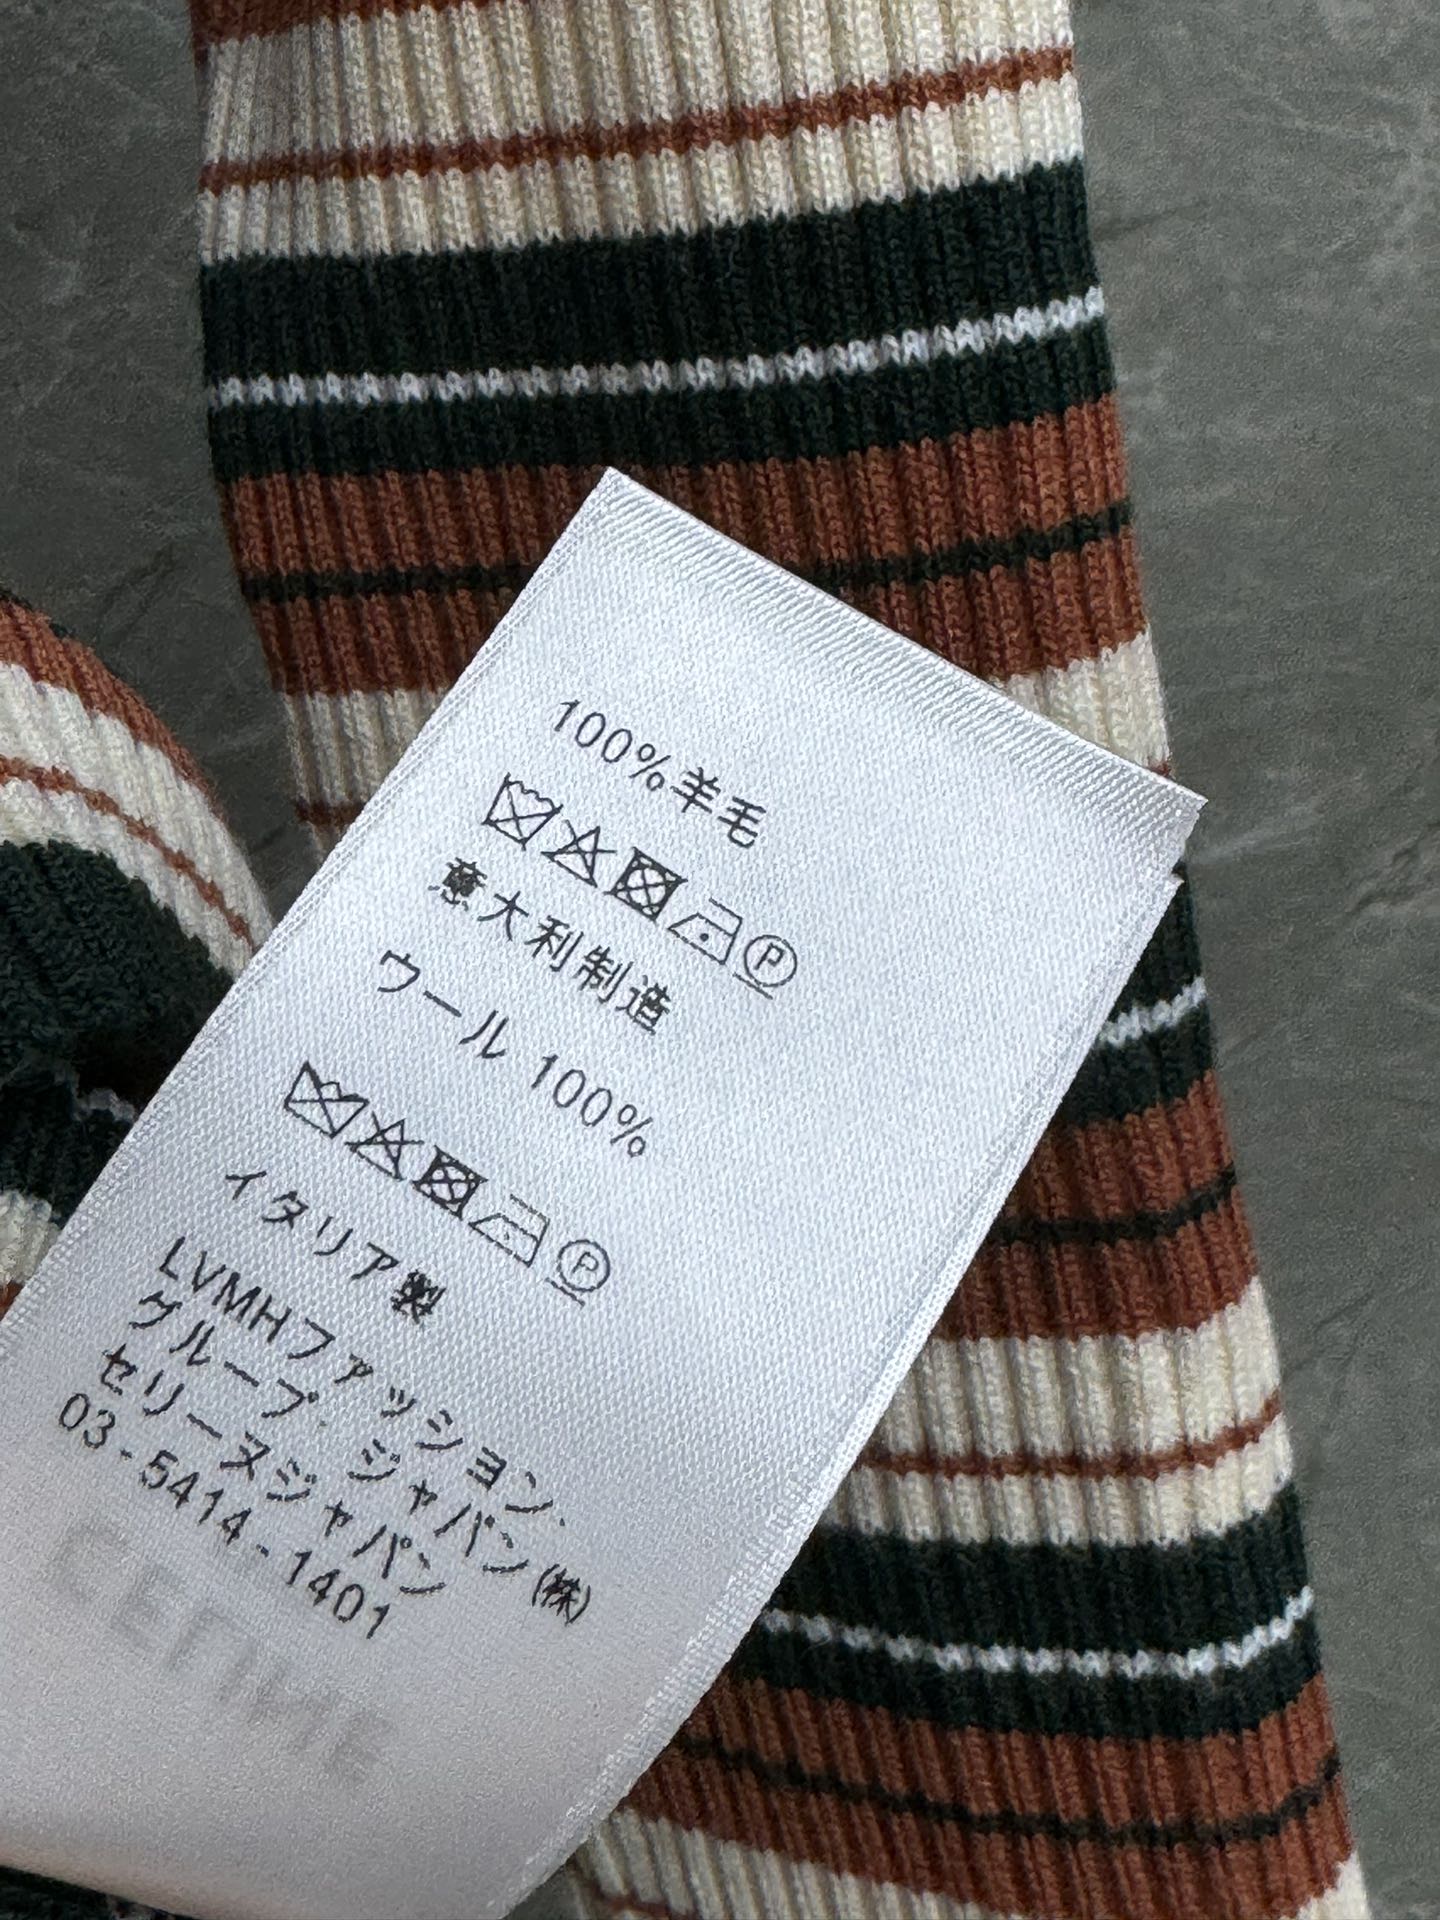 100%羊毛
意大利制造
ウール 100%
イタリア製
LVMHファッション.
グループ. ジャパン(株)
セリーヌジャパン
03-5414-1401
CELINE